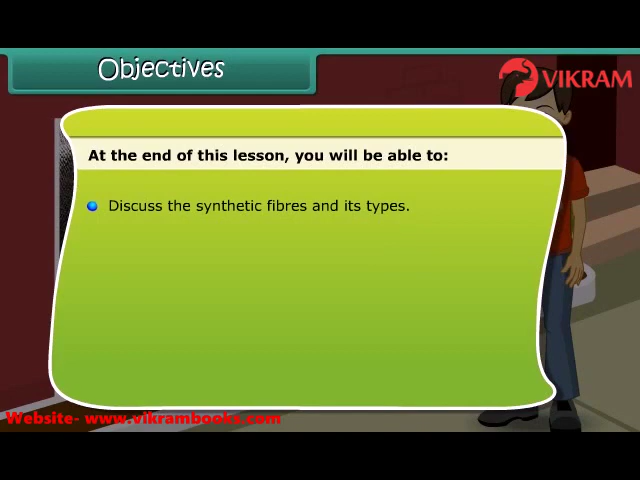 Objectives
VIKRAM
At the end of this lesson, you will be able to:
Discuss the synthetic fibres and its types.
Website- www.vikrambooks.com